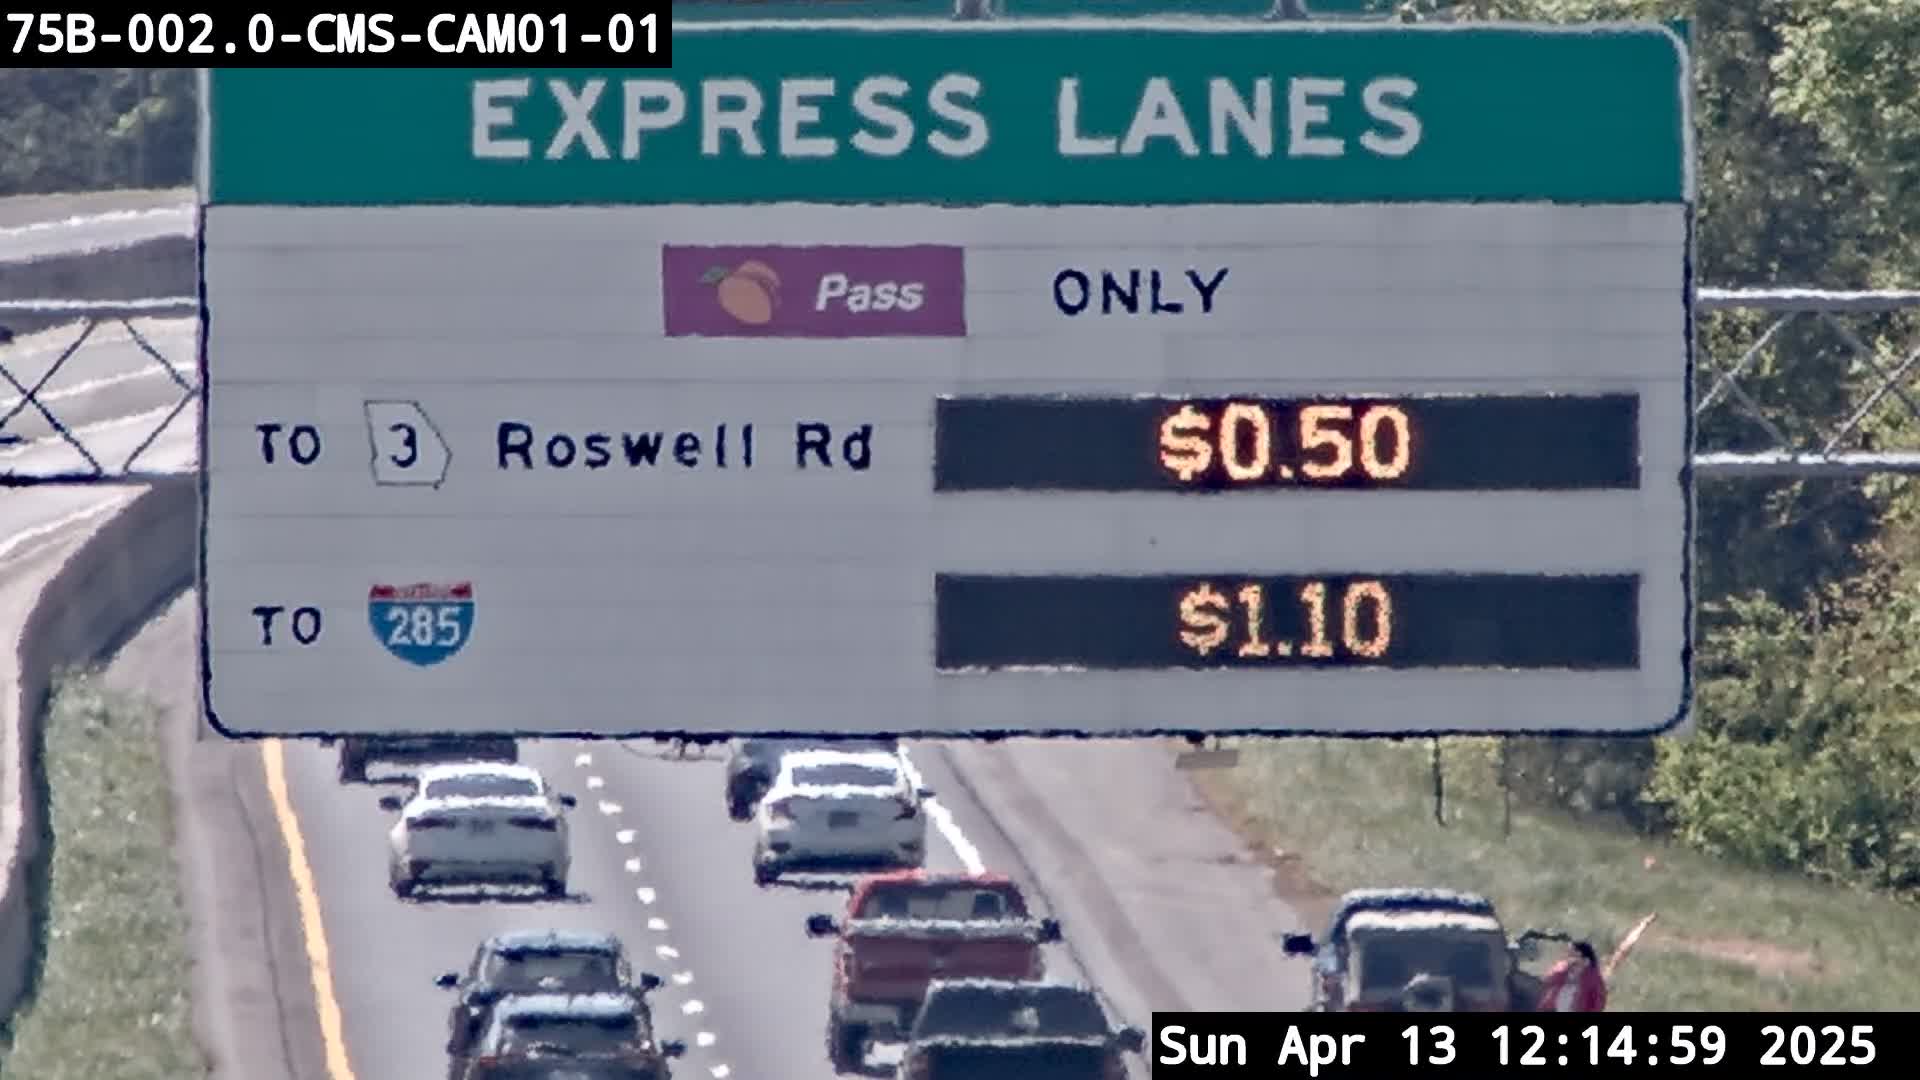 75B-002.0-CMS-CAM01-01
EXPRESS LANES
Pass ONLY
TO 3 Roswell Rd $0.50
TO 285 $1.10
Sun Apr 13 12:14:59 2025